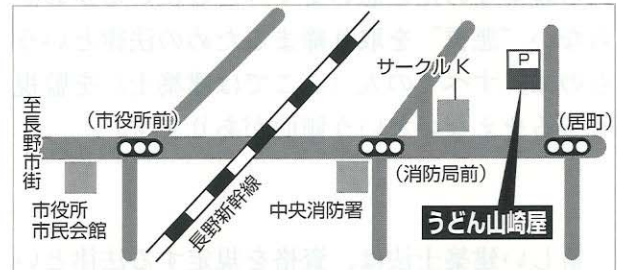 至長野市街
(市役所前)
市役所
市民会館
長野新幹線
中央消防署
サークルK
(消防局前)
P
(居町)
うどん山崎屋